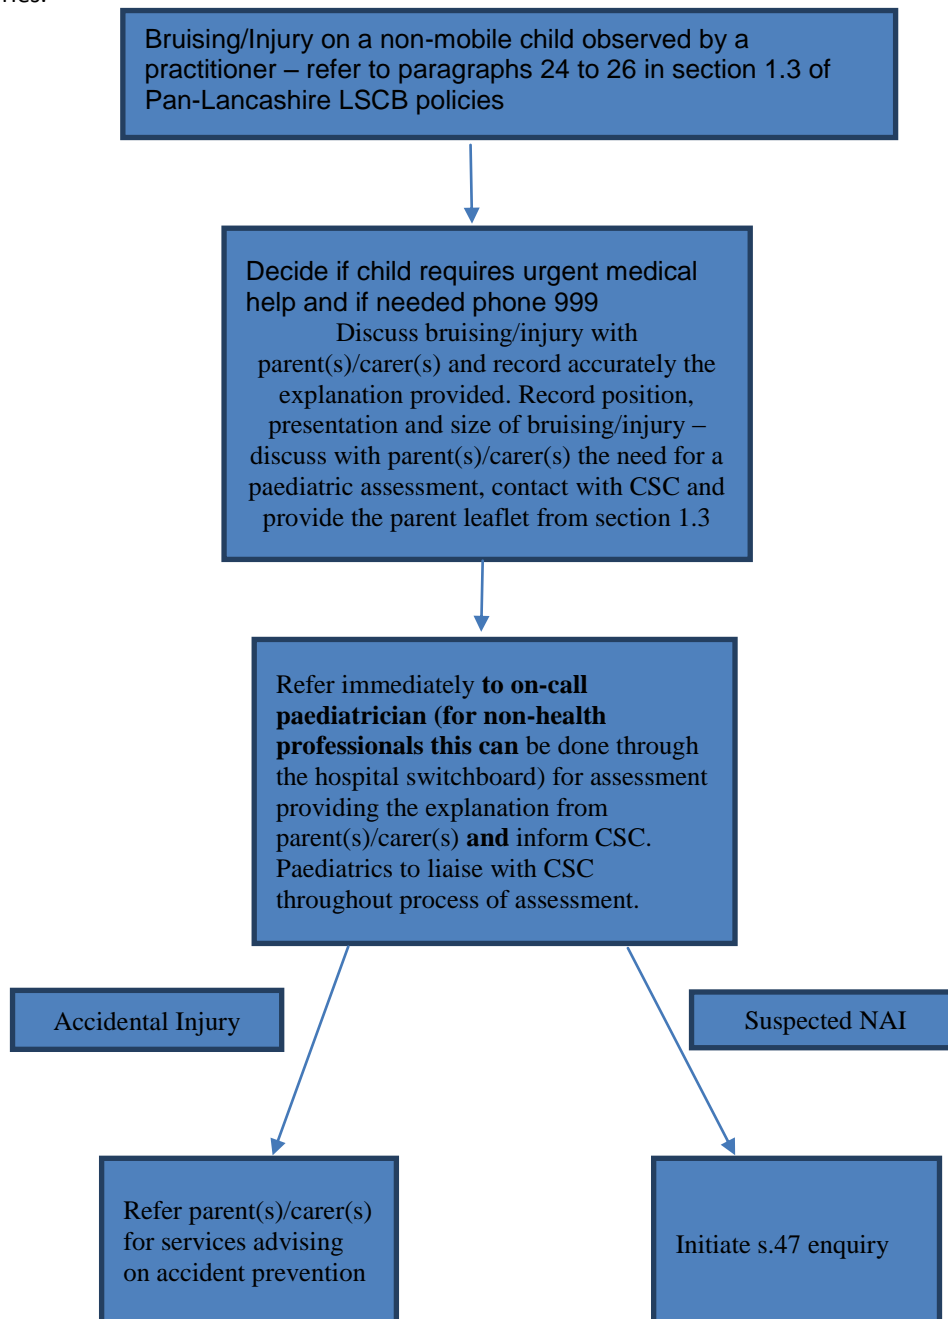 Bruising/Injury on a non-mobile child observed by a
practitioner – refer to paragraphs 24 to 26 in section 1.3 of
Pan-Lancashire LSCB policies
Decide if child requires urgent medical
help and if needed phone 999
Discuss bruising/injury with
parent(s)/carer(s) and record accurately the
explanation provided. Record position,
presentation and size of bruising/injury –
discuss with parent(s)/carer(s) the need for a
paediatric assessment, contact with CSC and
provide the parent leaflet from section 1.3
Refer immediately to on-call
paediatrician (for non-health
professionals this can be done through
the hospital switchboard) for assessment
providing the explanation from
parent(s)/carer(s) and inform CSC.
Paediatrics to liaise with CSC
throughout process of assessment.
Accidental Injury
Suspected NAI
Refer parent(s)/carer(s)
for services advising
on accident prevention
Initiate s.47 enquiry